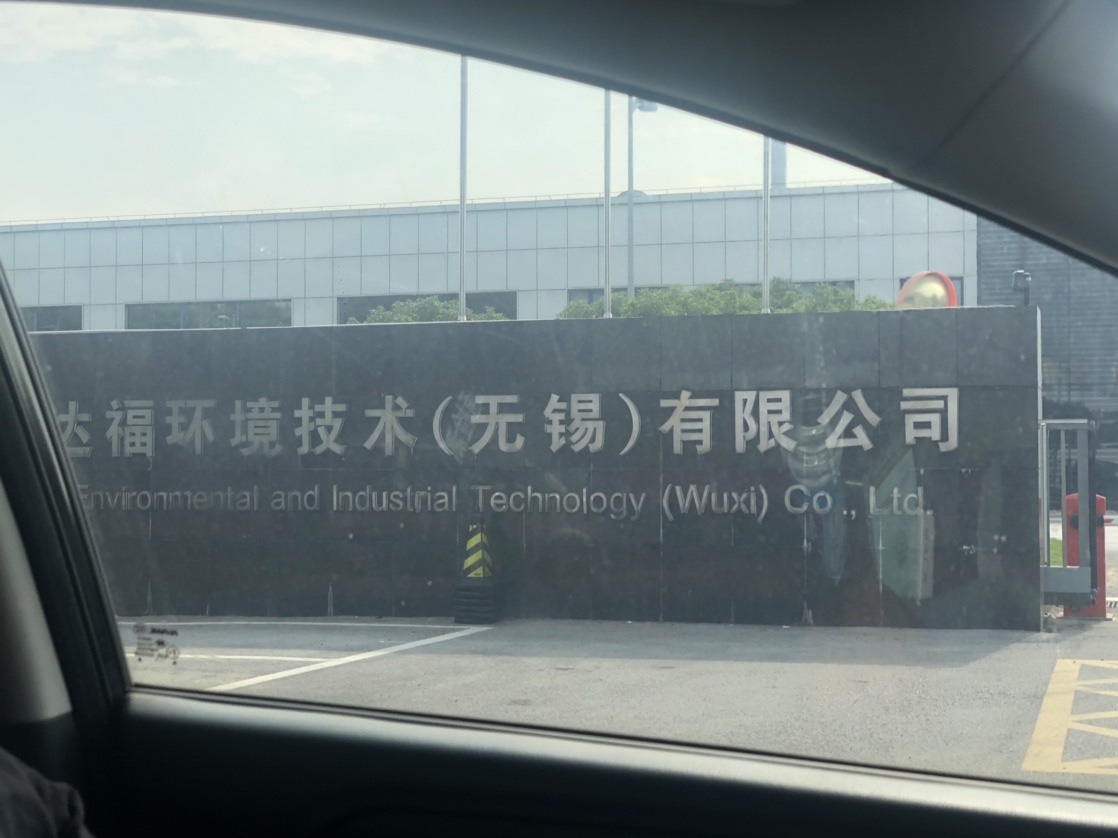 达福环境技术(无锡)有限公司
Environmental and Industrial Technology (Wuxi) Co., Ltd.